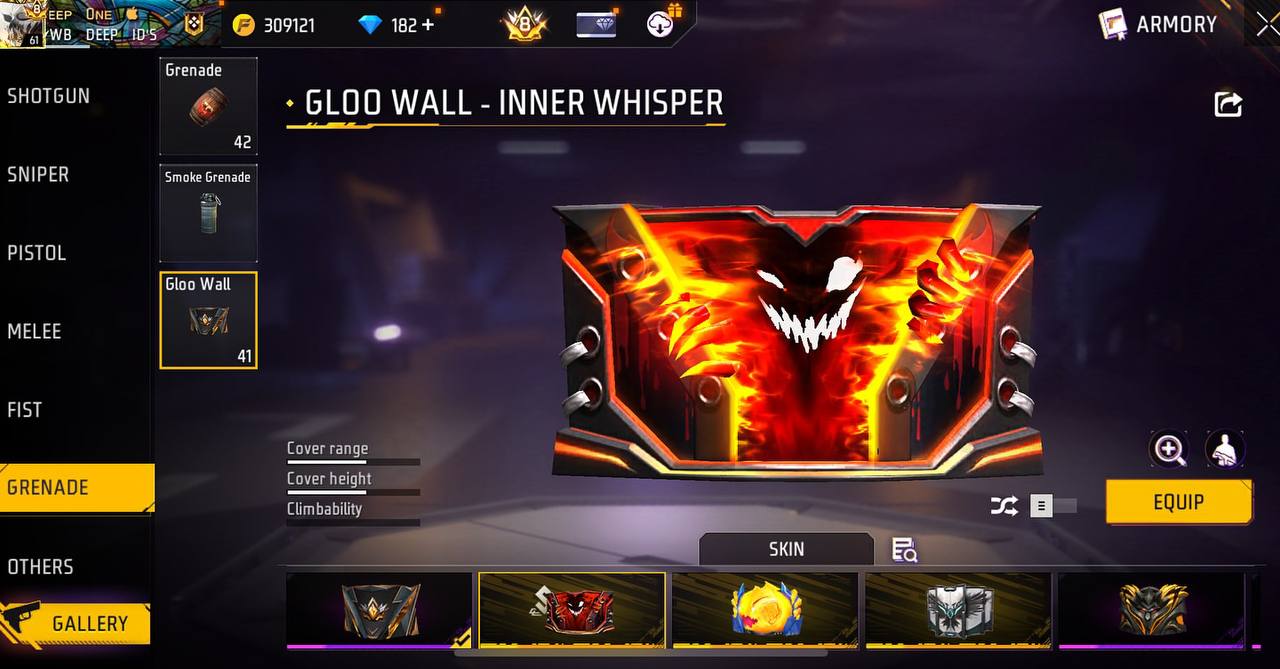 8
61
EEP ONE
/WB DEEP ID'S
309121
182 +
8
ARMORY
SHOTGUN
SNIPER
PISTOL
MELEE
FIST
GRENADE
OTHERS
GALLERY
Grenade
42
Smoke Grenade
Gloo Wall
41
GLOO WALL - INNER WHISPER
Cover range
Cover height
Climbability
EQUIP
SKIN